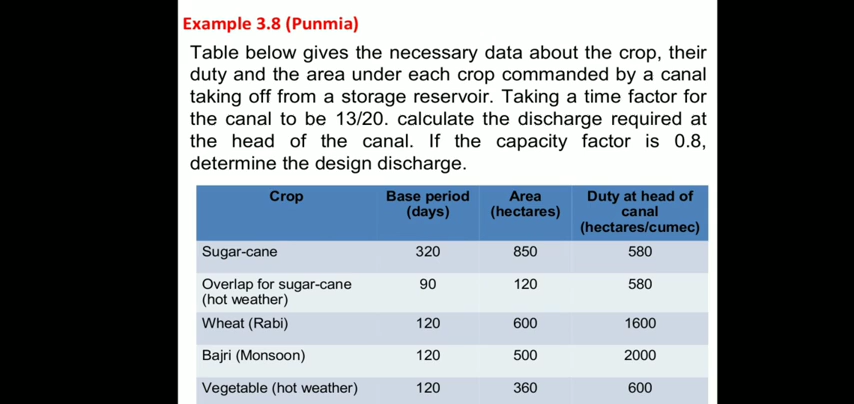 Example 3.8 (Punmia)
Table below gives the necessary data about the crop, their
duty and the area under each crop commanded by a canal
taking off from a storage reservoir. Taking a time factor for
the canal to be 13/20. calculate the discharge required at
the head of the canal. If the capacity factor is 0.8,
determine the design discharge.
Crop Base period (days) Area (hectares) Duty at head of canal (hectares/cumec)
Sugar-cane 320 850 580
Overlap for sugar-cane (hot weather) 90 120 580
Wheat (Rabi) 120 600 1600
Bajri (Monsoon) 120 500 2000
Vegetable (hot weather) 120 360 600